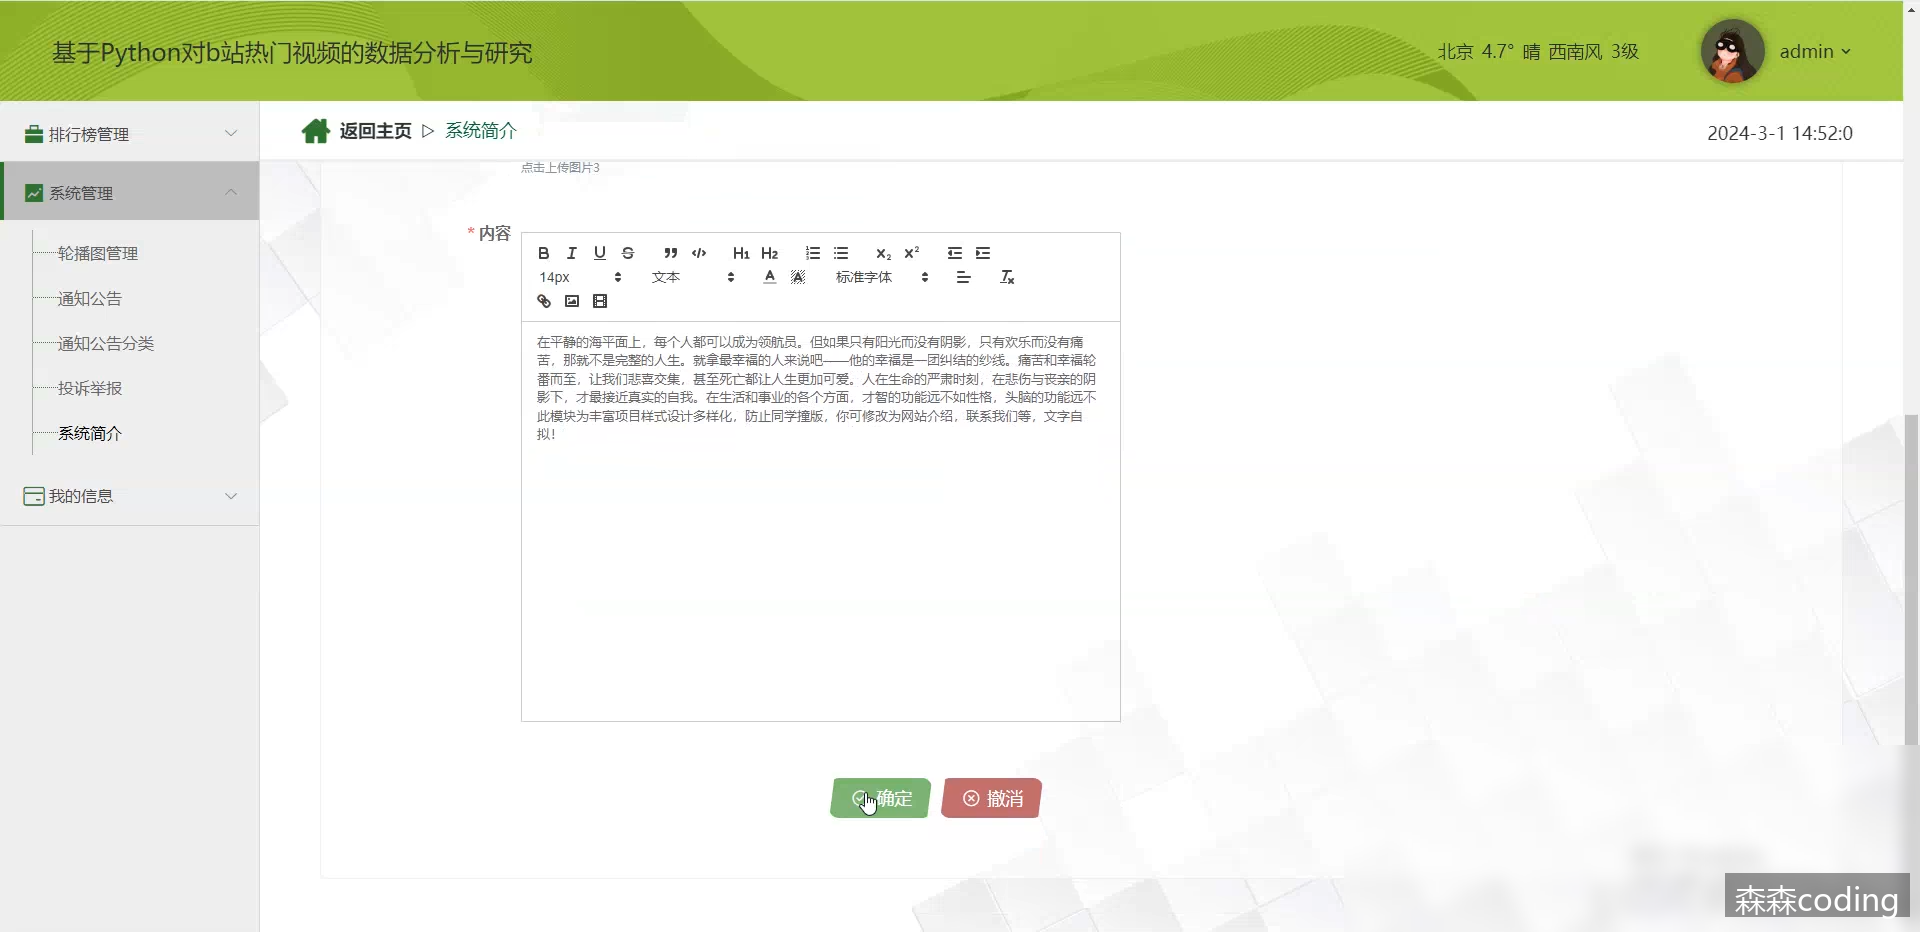 基于Python对b站热门视频的数据分析与研究
北京 4.7° 晴 西南风 3级
admin
排行榜管理
返回主页 ▷ 系统简介
2024-3-1 14:52:0
点击上传图片3
系统管理
轮播图管理
通知公告
通知公告分类
投诉举报
系统简介
我的信息
* 内容
B I U S H1 H2 x₂ x²
14px 文本 A A 标准字体 Tx
在平静的海平面上，每个人都可以成为领航员。但如果只有阳光而没有阴影，只有欢乐而没有痛
苦，那就不是完整的人生。就拿最幸福的人来说吧——他的幸福是一团纠结的纱线。痛苦和幸福轮
番而至，让我们悲喜交集，甚至死亡都让人生更加可爱。人在生命的严肃时刻，在悲伤与丧亲的阴
影下，才最接近真实的自我。在生活和事业的各个方面，才智的功能远不如性格，头脑的功能远不
此模块为丰富项目样式设计多样化，防止同学撞版，你可修改为网站介绍，联系我们等，文字自
拟！
确定
撤消
森森coding